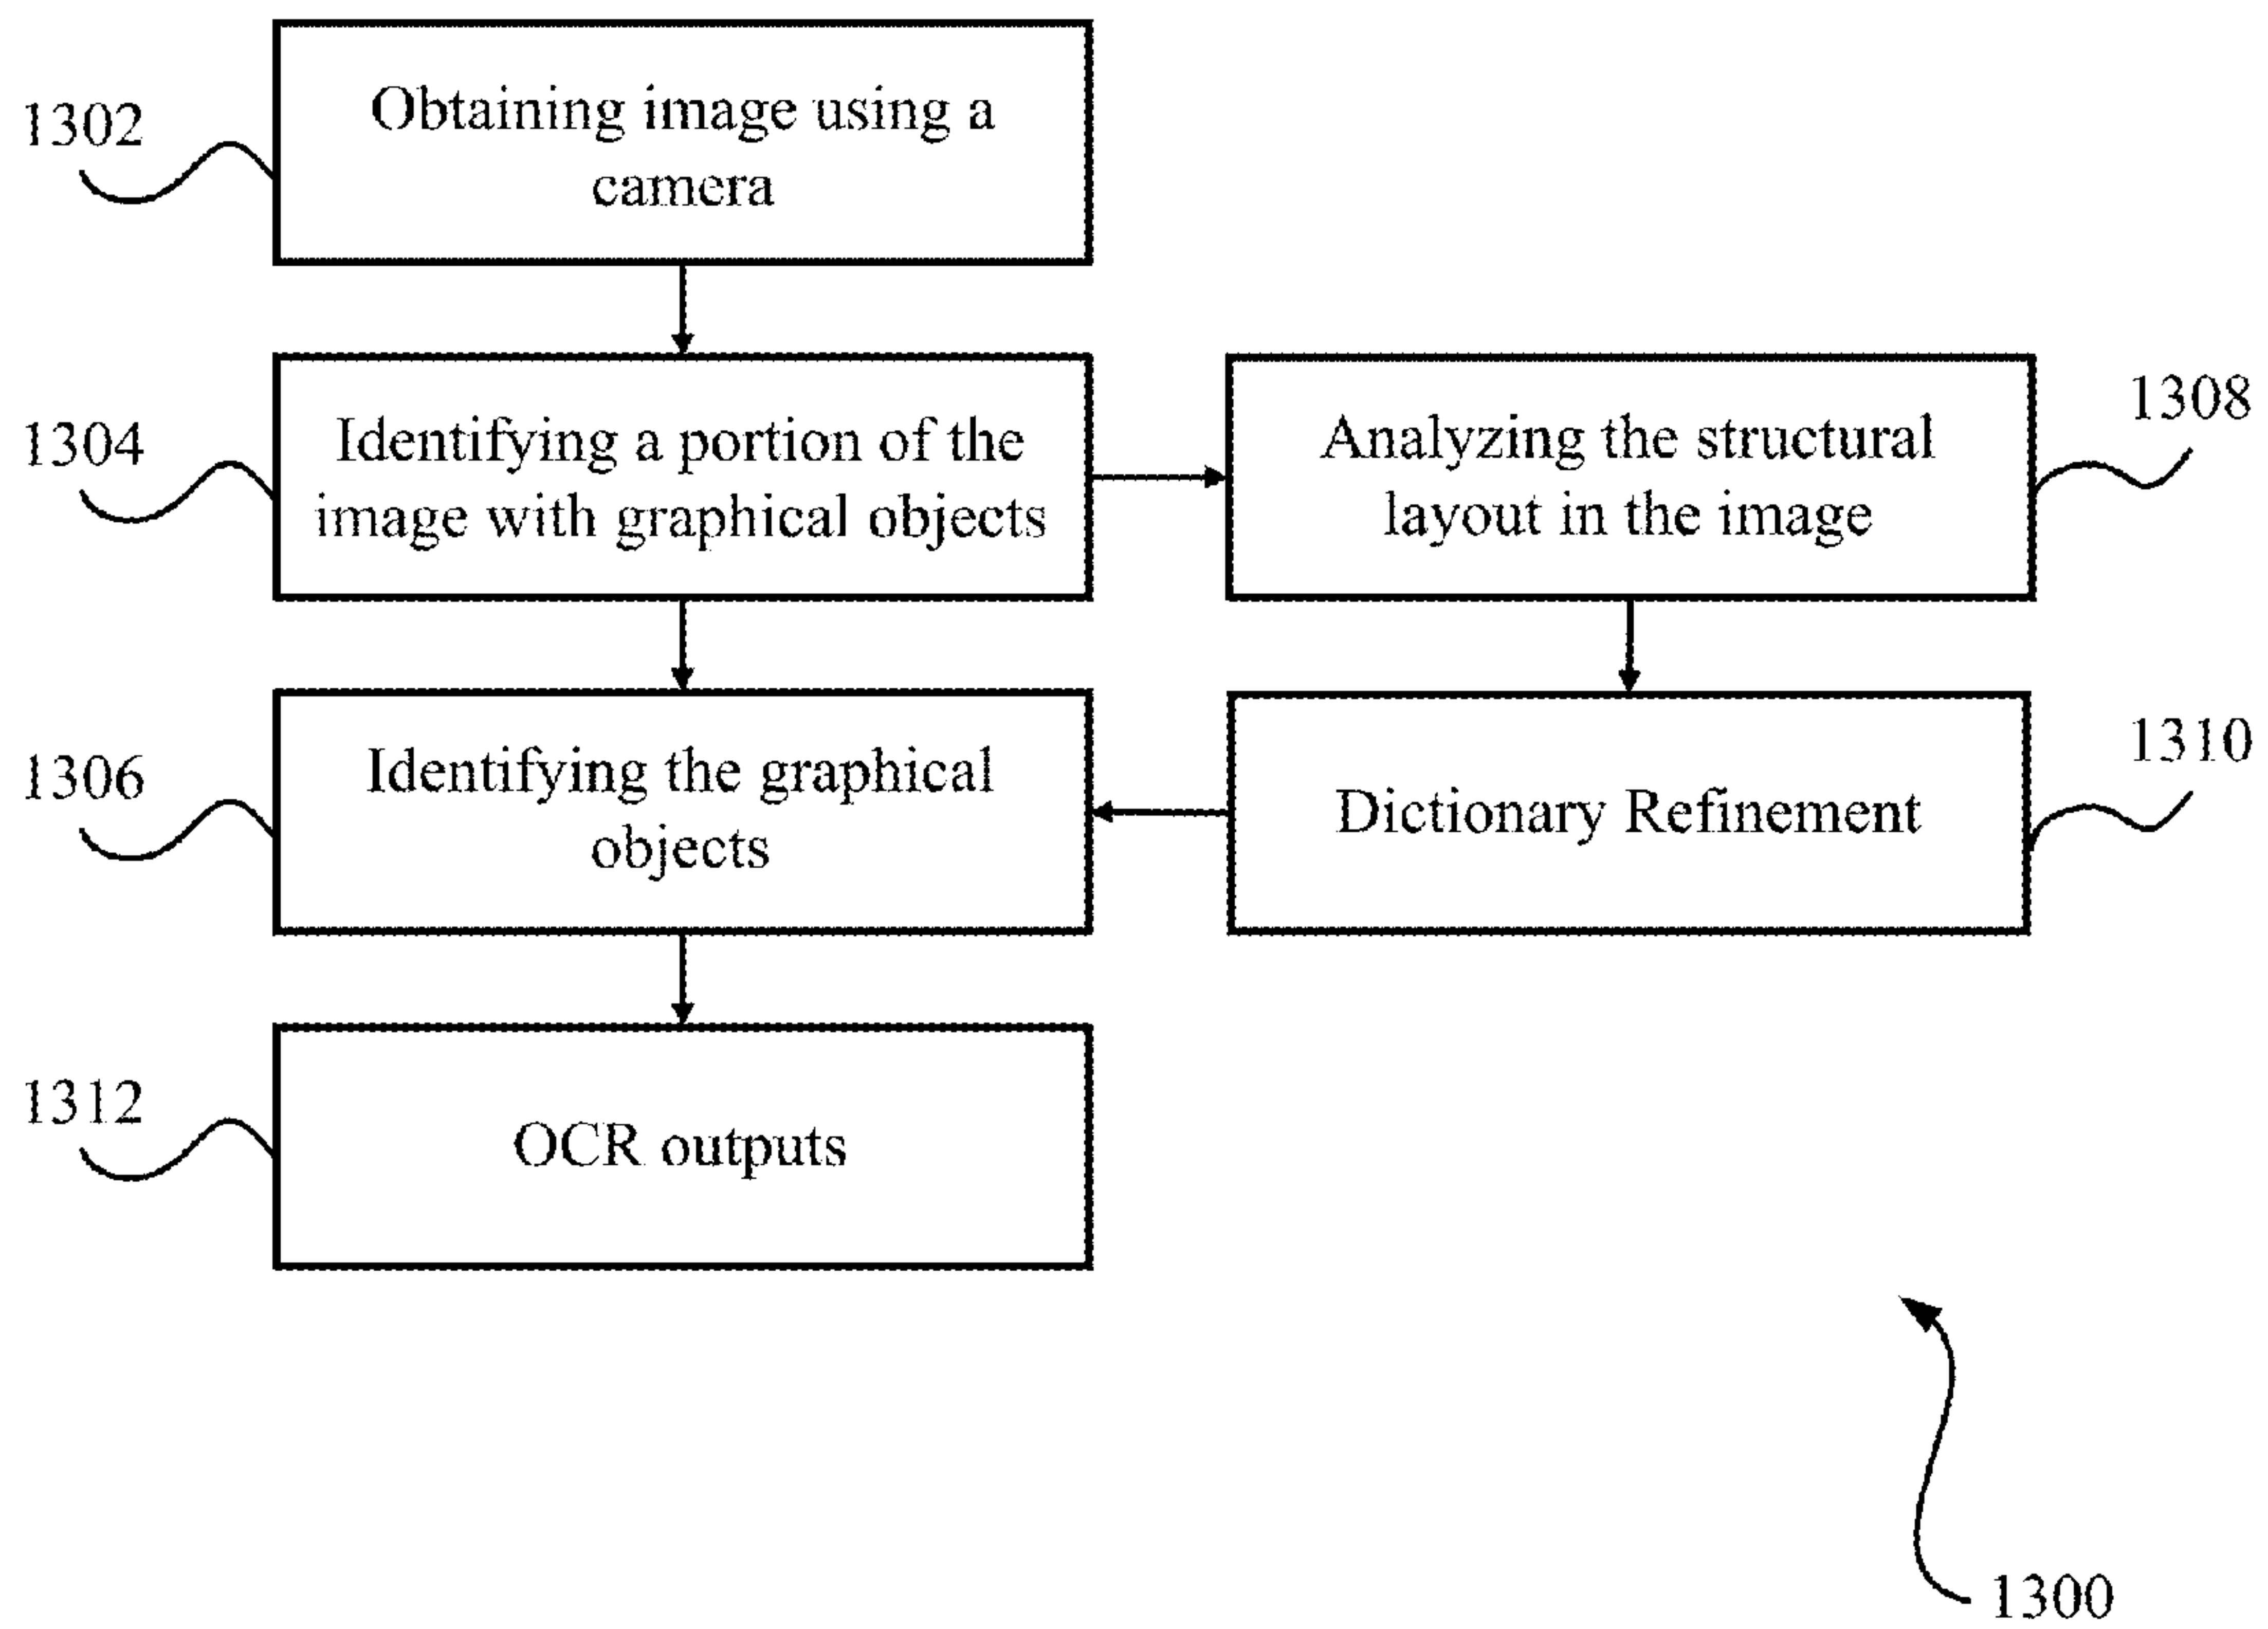 1302
Obtaining image using a
camera
1304
Identifying a portion of the
image with graphical objects
1308
Analyzing the structural
layout in the image
1306
Identifying the graphical
objects
1310
Dictionary Refinement
1312
OCR outputs
1300